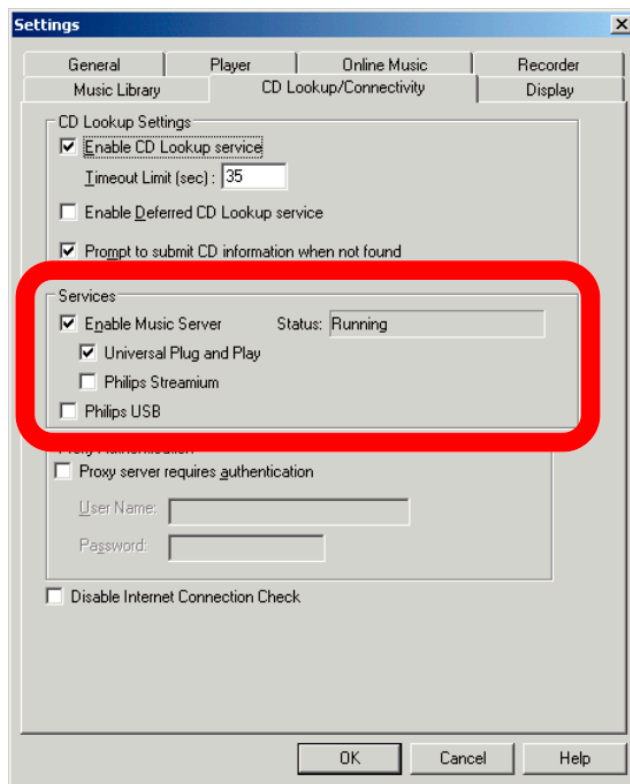 Settings
General Player Online Music Recorder
Music Library CD Lookup/Connectivity Display
CD Lookup Settings
Enable CD Lookup service
Timeout Limit (sec) : 35
Enable Deferred CD Lookup service
Prompt to submit CD information when not found
Services
Enable Music Server Status: Running
Universal Plug and Play
Philips Streamium
Philips USB
Proxy Authentication
Proxy server requires authentication
User Name:
Password:
Disable Internet Connection Check
OK Cancel Help